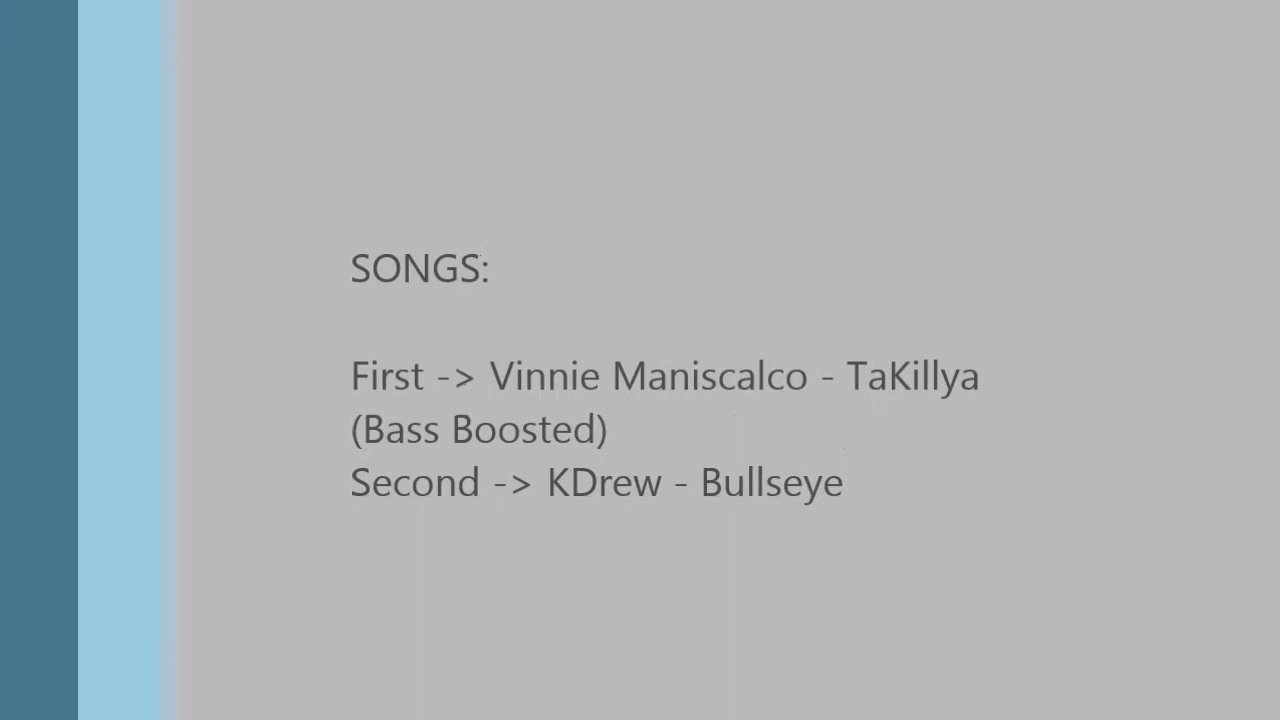 SONGS:
First -> Vinnie Maniscalco - TaKillya
(Bass Boosted)
Second -> KDrew - Bullseye